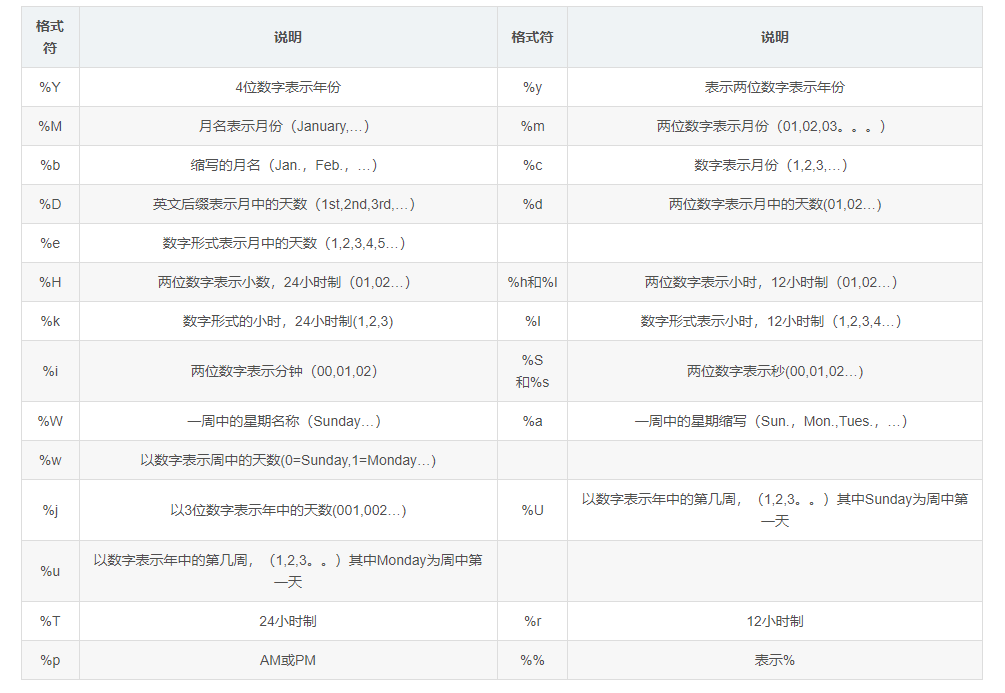 格式符 说明 格式符 说明
%Y 4位数字表示年份 %y 表示两位数字表示年份
%M 月名表示月份（January,…） %m 两位数字表示月份（01,02,03。。。）
%b 缩写的月名（Jan.，Feb.，…） %c 数字表示月份（1,2,3,…）
%D 英文后缀表示月中的天数（1st,2nd,3rd,…） %d 两位数字表示月中的天数(01,02…)
%e 数字形式表示月中的天数（1,2,3,4,5…）
%H 两位数字表示小数，24小时制（01,02…） %h和%I 两位数字表示小时，12小时制（01,02…）
%k 数字形式的小时，24小时制(1,2,3) %l 数字形式表示小时，12小时制（1,2,3,4…）
%i 两位数字表示分钟（00,01,02） %S和%s 两位数字表示秒(00,01,02…)
%W 一周中的星期名称（Sunday…） %a 一周中的星期缩写（Sun.，Mon.,Tues.，…）
%w 以数字表示周中的天数(0=Sunday,1=Monday…)
%j 以3位数字表示年中的天数(001,002…) %U 以数字表示年中的第几周，（1,2,3。。）其中Sunday为周中第一天
%u 以数字表示年中的第几周，（1,2,3。。）其中Monday为周中第一天
%T 24小时制 %r 12小时制
%p AM或PM %% 表示%